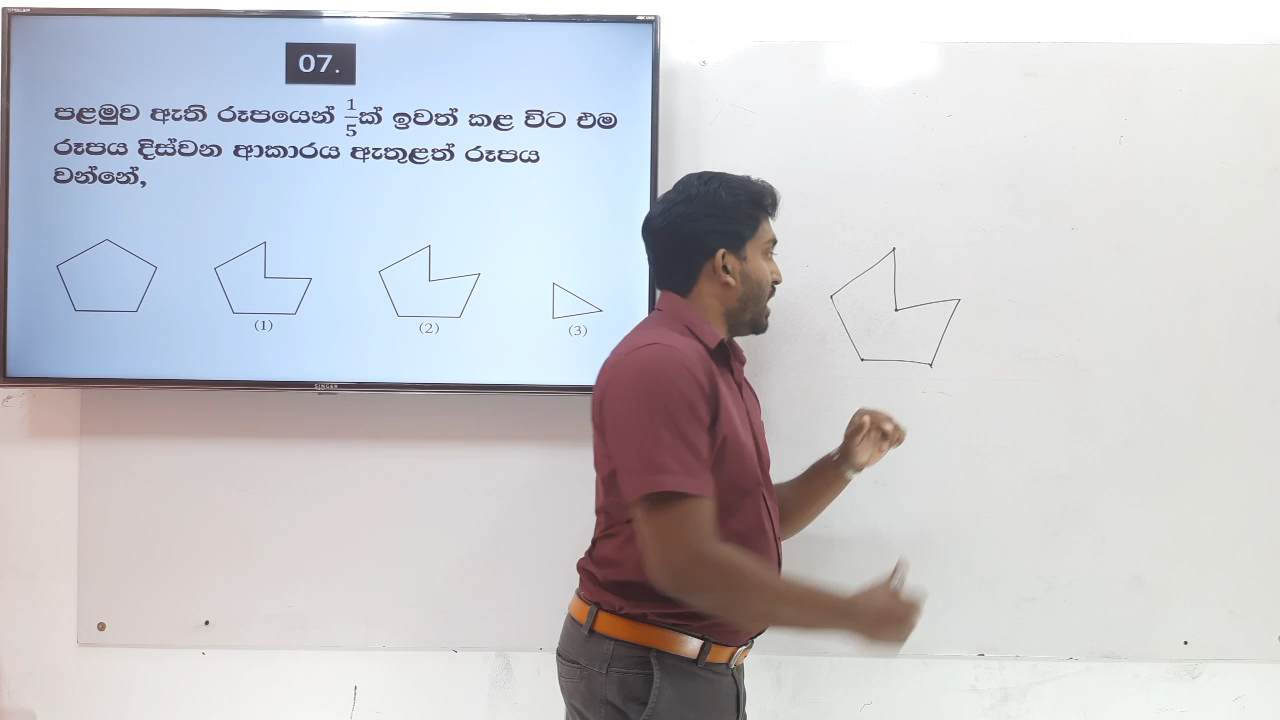 07.
පළමුව ඇති රූපයෙන් 1/5ක් ඉවත් කළ විට එම
රූපය දිස්වන ආකාරය ඇතුළත් රූපය
වන්නේ,
(1) (2) (3)
SINGER